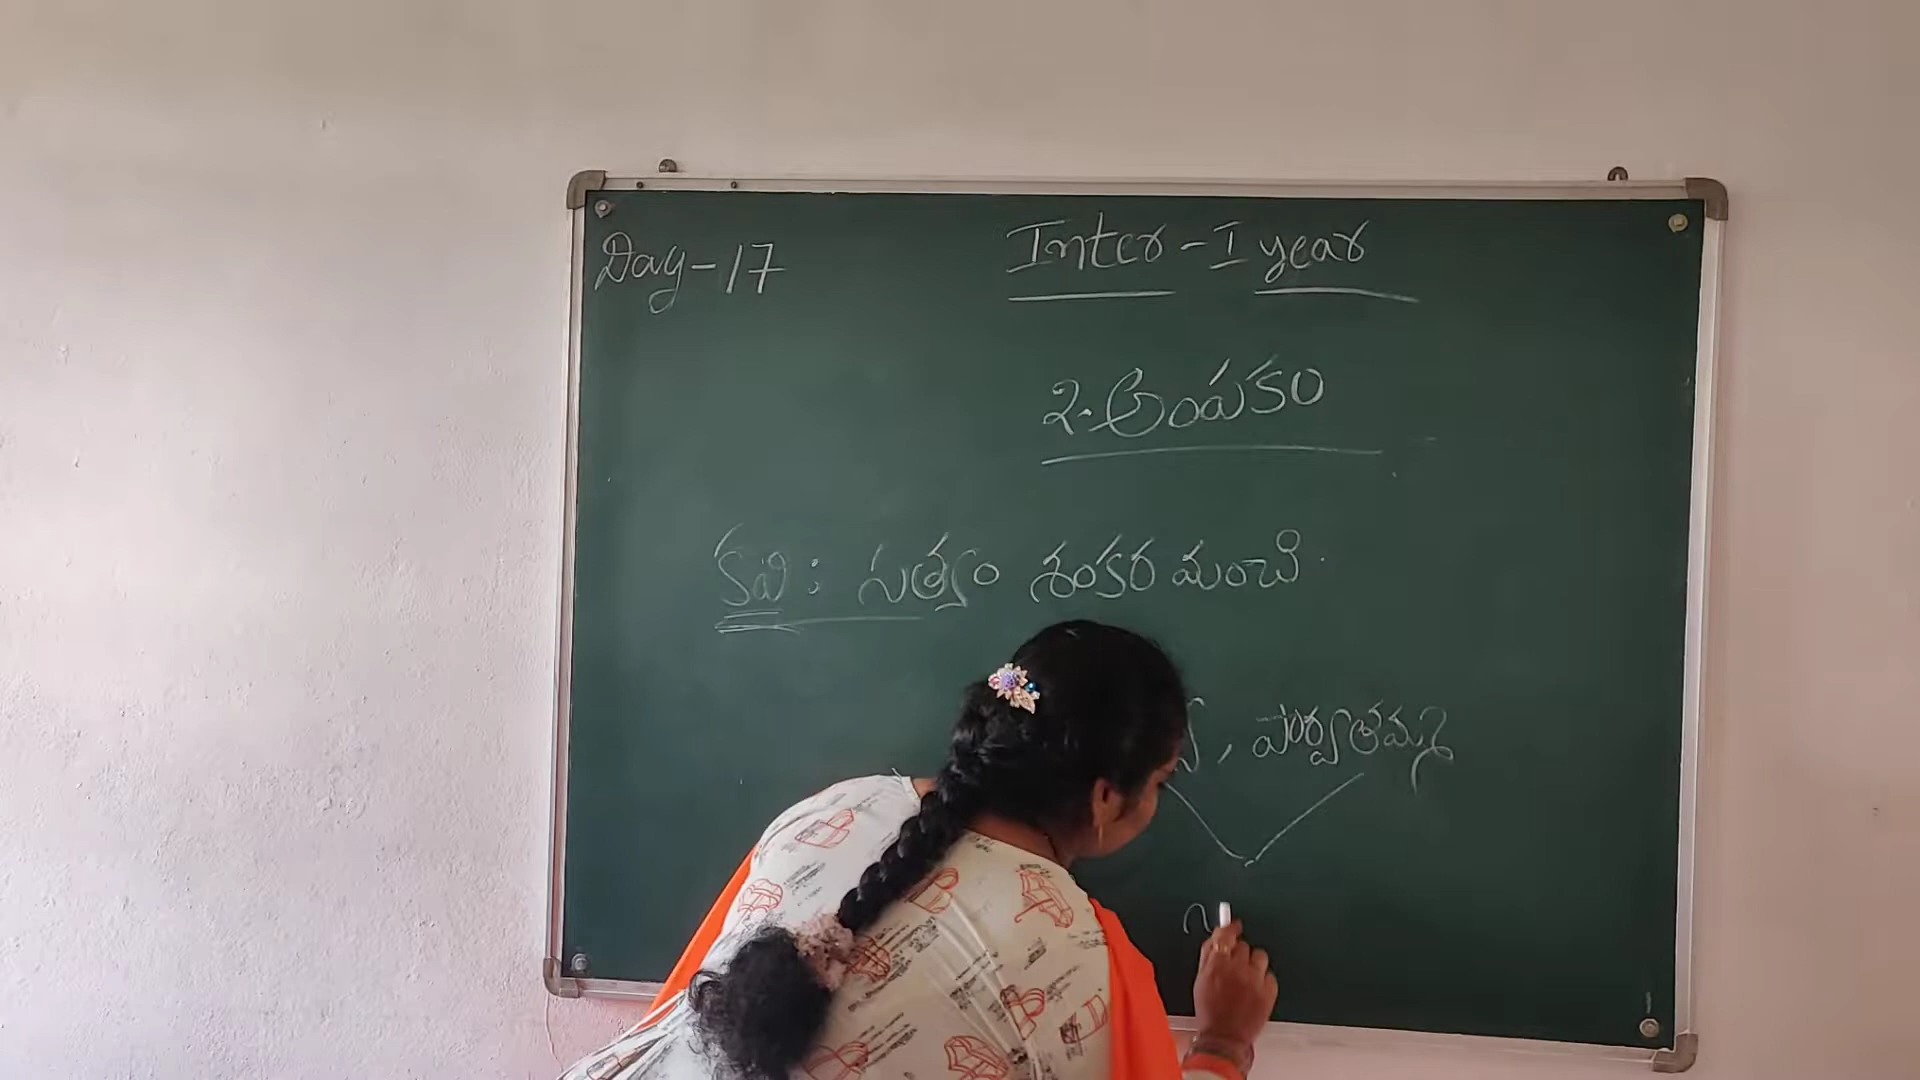 Day-17
Inter - I year
2. అంపకం
కవి : సత్యం శంకర మంచి
, పార్వతమ్మ